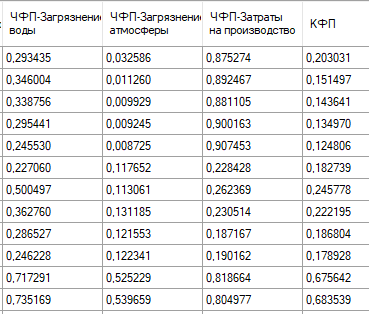 ЧФП-Загрязнение ЧФП-Загрязнение ЧФП-Затраты КФП
воды атмосферы на производство
0,293435 0,032586 0,875274 0,203031
0,346004 0,011260 0,892467 0,151497
0,338756 0,009929 0,881105 0,143641
0,295441 0,009245 0,900163 0,134970
0,245530 0,008725 0,907453 0,124806
0,227060 0,117652 0,228428 0,182739
0,500497 0,113061 0,262369 0,245778
0,362760 0,131185 0,230514 0,222195
0,286527 0,121553 0,187167 0,186804
0,246228 0,122341 0,190162 0,178928
0,717291 0,525229 0,818664 0,675642
0,735169 0,539659 0,804977 0,683539